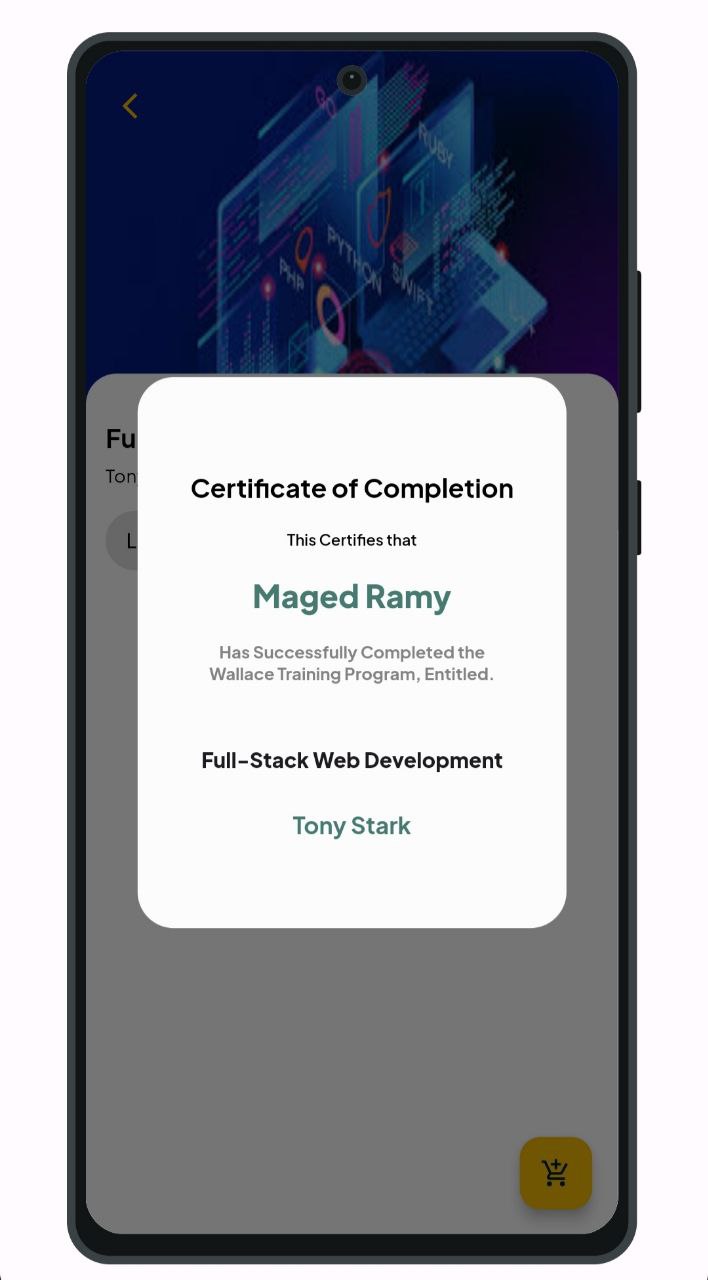 GO
RUBY
PYTHON
PHP
SWIFT
Fu
Ton
L
Certificate of Completion
This Certifies that
Maged Ramy
Has Successfully Completed the
Wallace Training Program, Entitled.
Full-Stack Web Development
Tony Stark